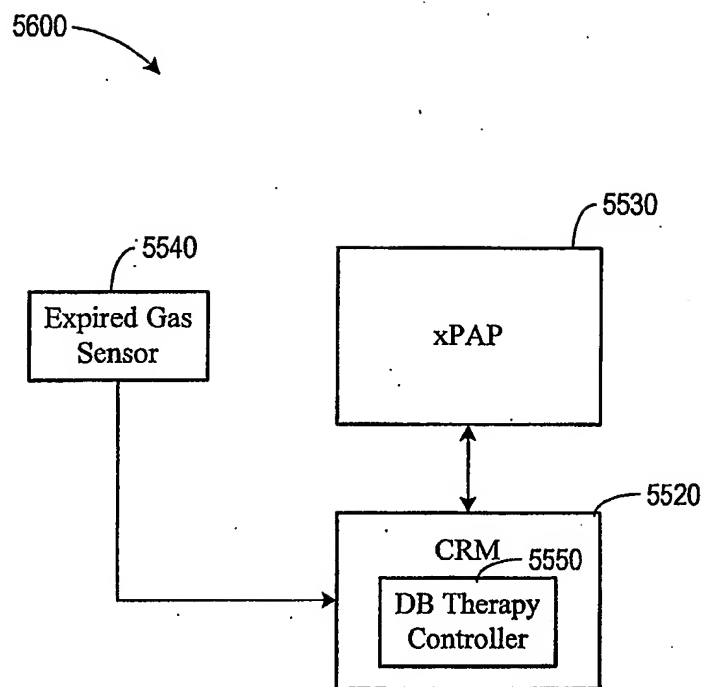 5600
5530
5540
Expired Gas
Sensor
xPAP
5520
CRM
5550
DB Therapy
Controller